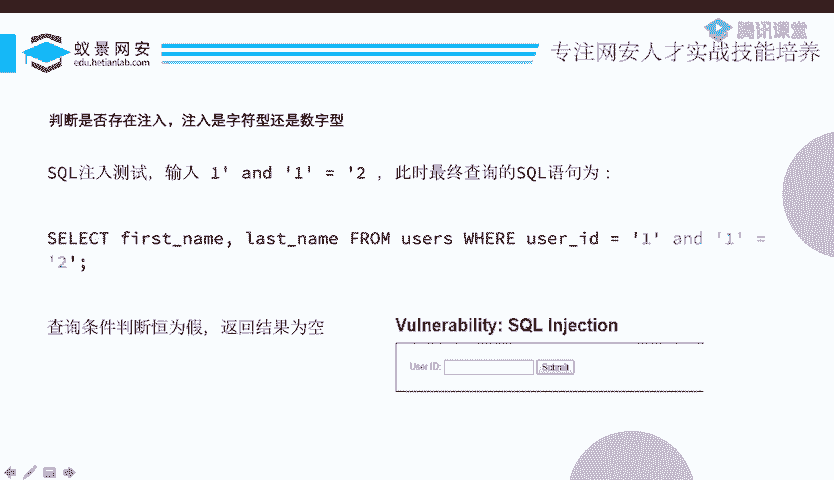 蚁景网安
edu.hetianlab.com
腾讯课堂
专注网安人才实战技能培养
判断是否存在注入，注入是字符型还是数字型
SQL注入测试，输入 1' and '1' = '2 ，此时最终查询的SQL语句为：
SELECT first_name, last_name FROM users WHERE user_id = '1' and '1' =
'2';
查询条件判断恒为假，返回结果为空
Vulnerability: SQL Injection
User ID:
Submit